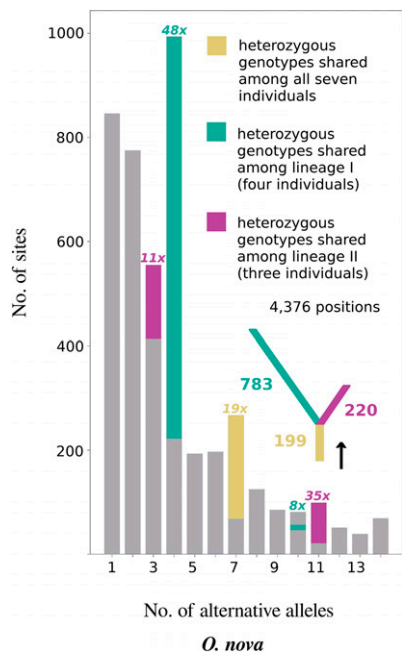 1000
800
600
400
200
No. of sites
48x
11x
19x
8x
35x
heterozygous
genotypes shared
among all seven
individuals
heterozygous
genotypes shared
among lineage I
(four individuals)
heterozygous
genotypes shared
among lineage II
(three individuals)
4,376 positions
783
220
199
1 3 5 7 9 11 13
No. of alternative alleles
O. nova